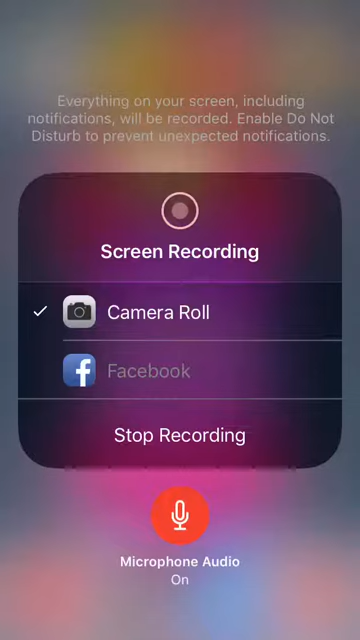 Everything on your screen, including
notifications, will be recorded. Enable Do Not
Disturb to prevent unexpected notifications.
Screen Recording
Camera Roll
Facebook
Stop Recording
Microphone Audio
On